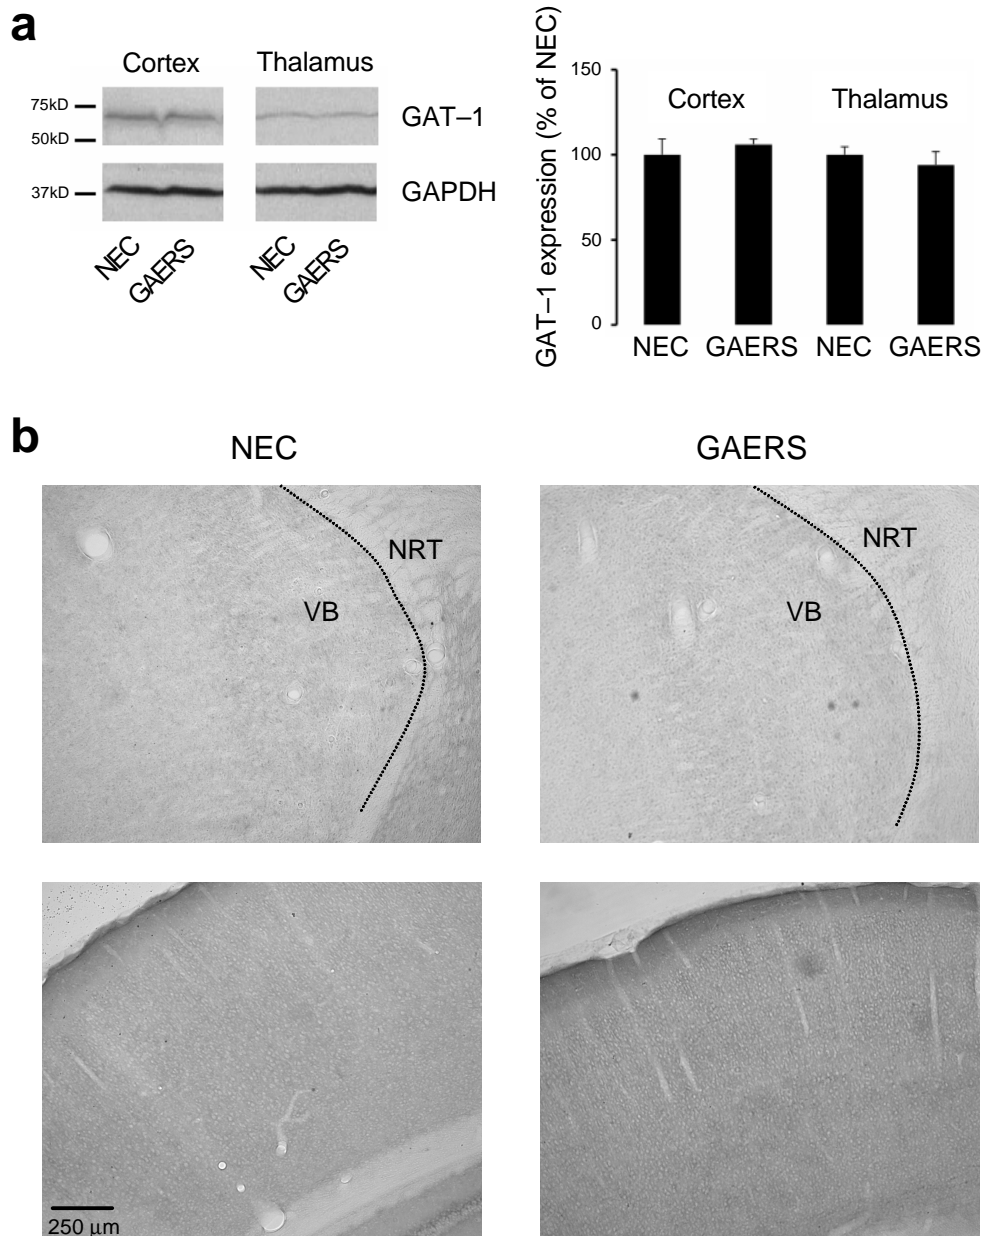 a
Cortex
Thalamus
75kD
50kD
GAT–1
37kD
GAPDH
NEC
GAERS
NEC
GAERS
GAT–1 expression (% of NEC)
150
100
50
0
Cortex
Thalamus
NEC
GAERS
NEC
GAERS
b
NEC
GAERS
NRT
VB
NRT
VB
250 μm